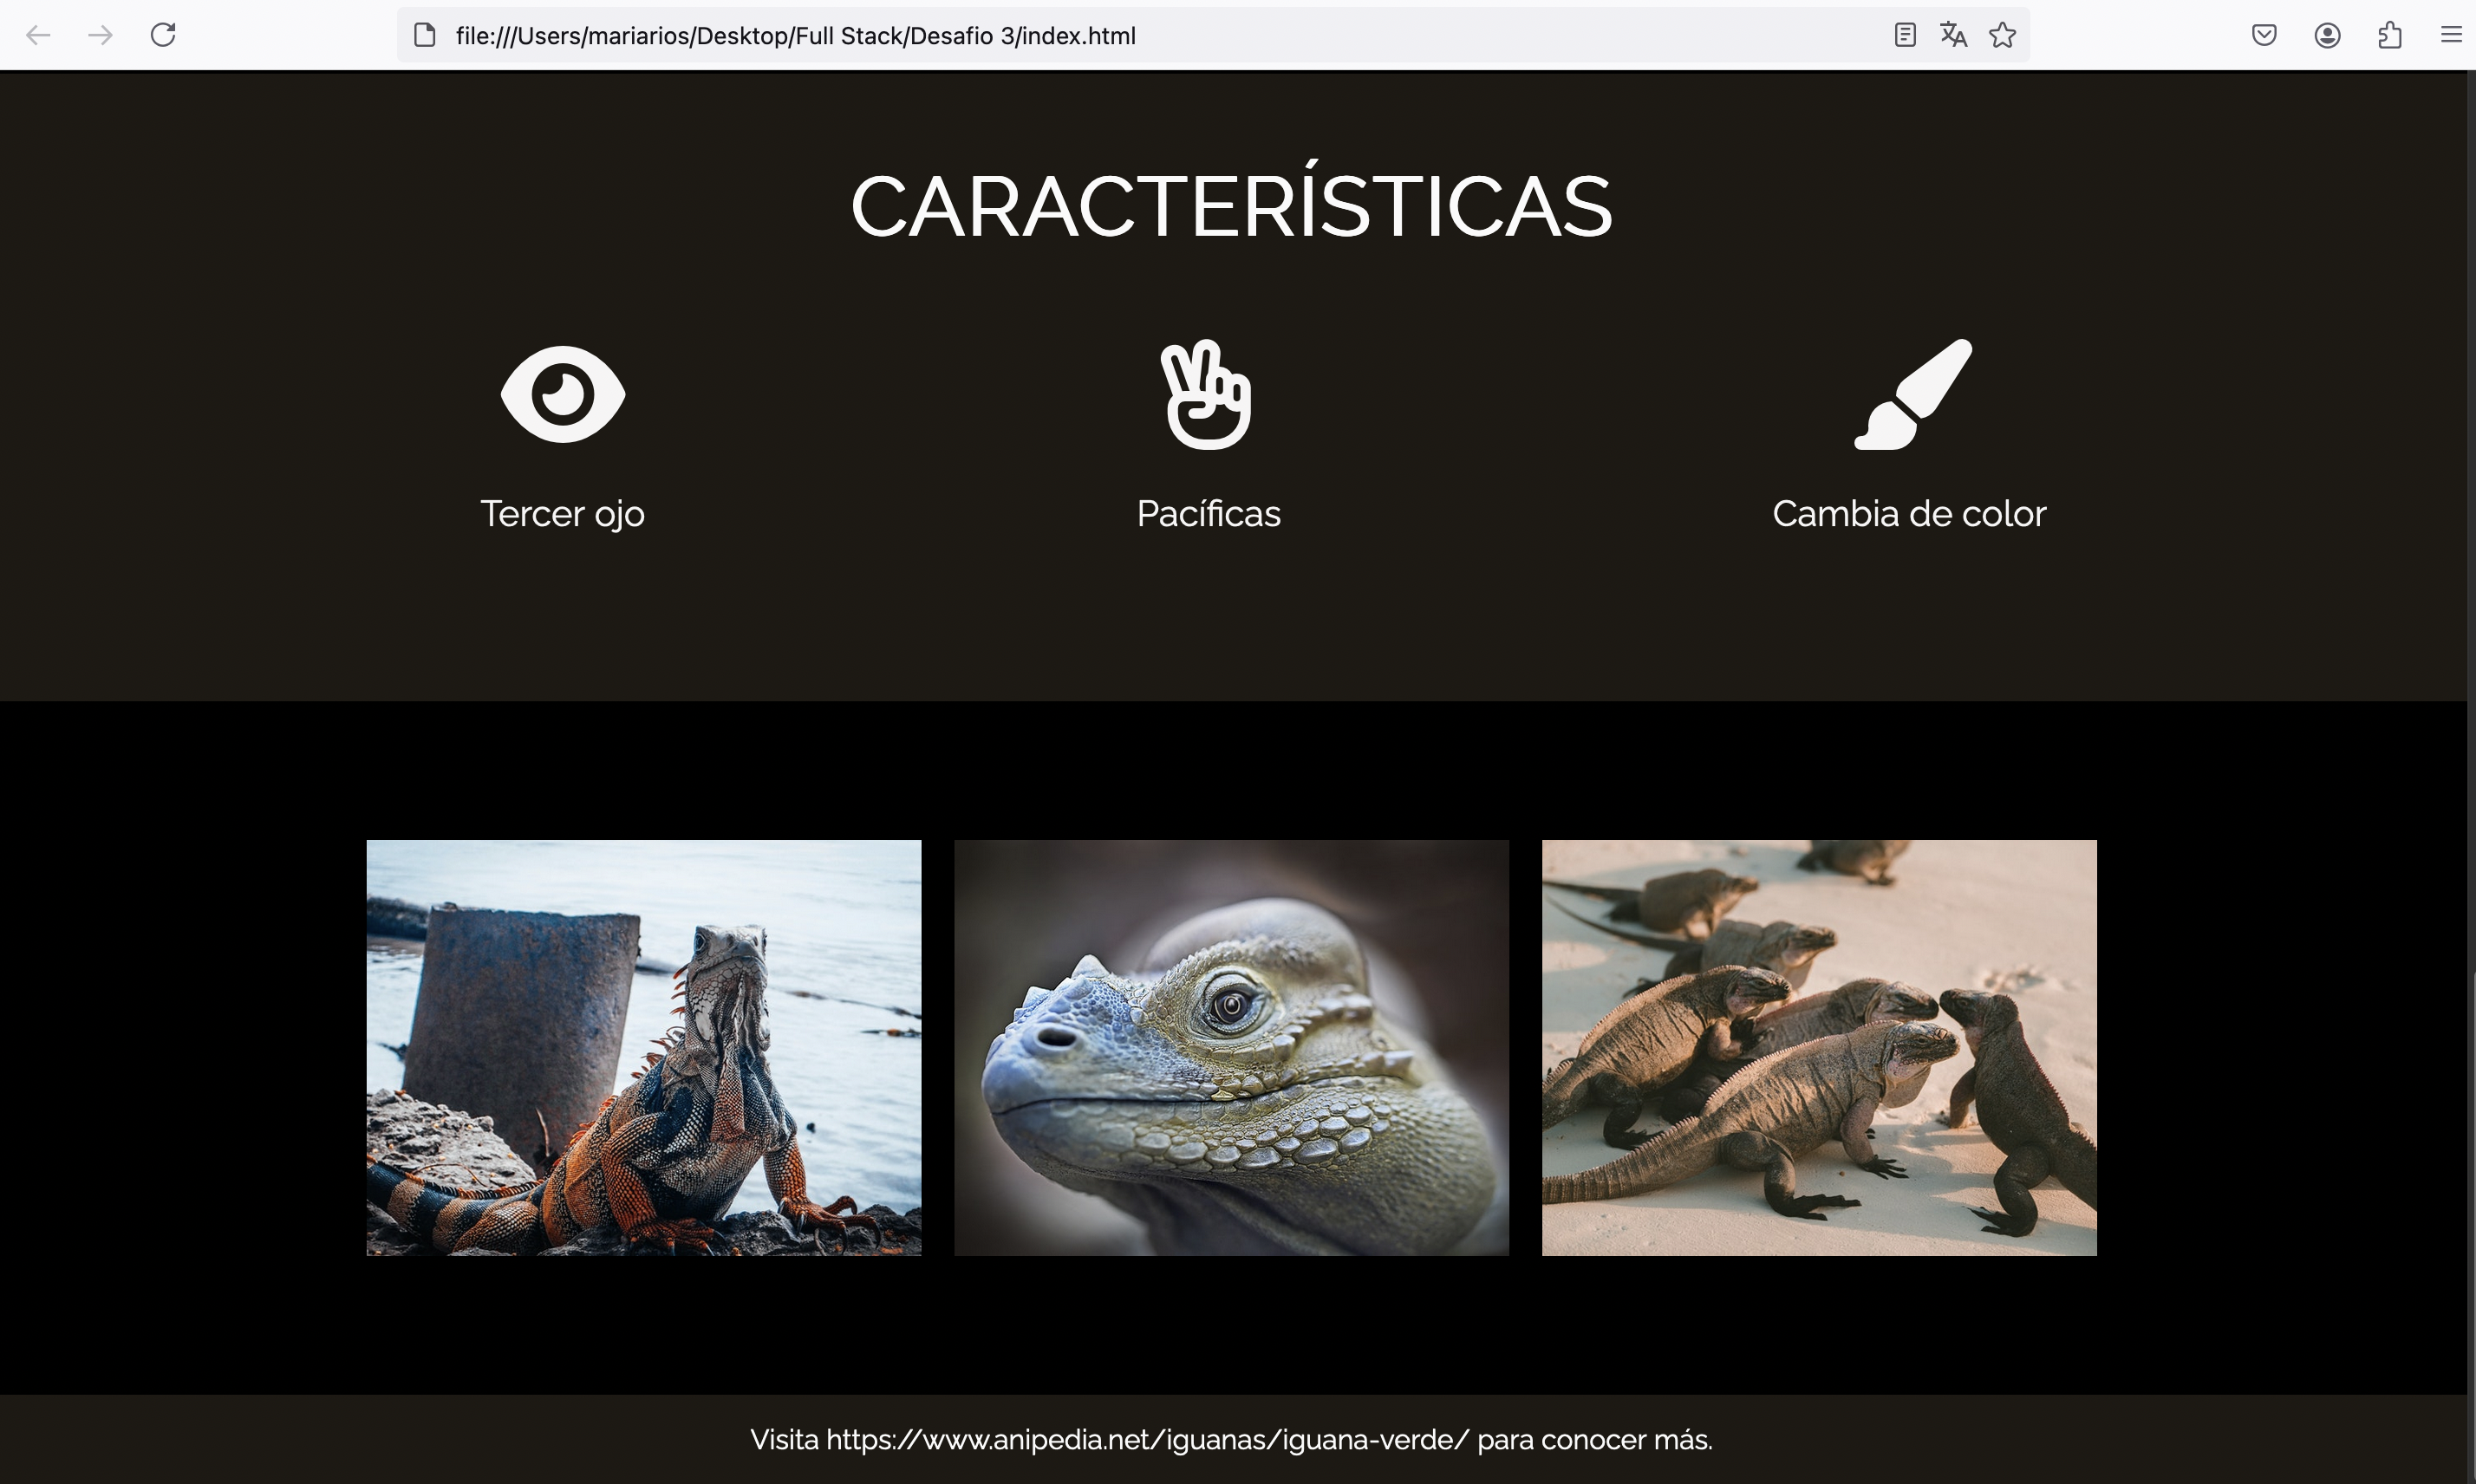 file:///Users/mariarios/Desktop/Full Stack/Desafio 3/index.html
CARACTERÍSTICAS
Tercer ojo
Pacíficas
Cambia de color
Visita https://www.anipedia.net/iguanas/iguana-verde/ para conocer más.